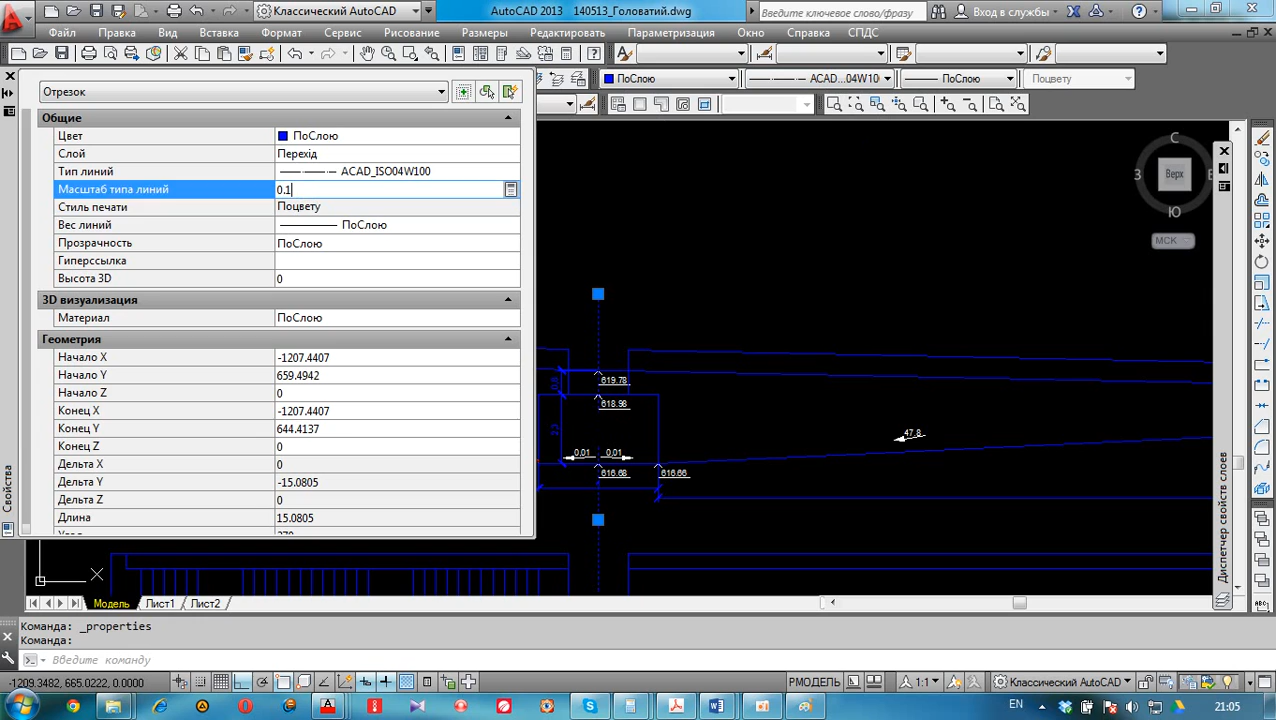 Классический AutoCAD
AutoCAD 2013 140513_Головатий.dwg
Введите ключевое слово/фразу
Вход в службы
Файл Правка Вид Вставка Формат Сервис Рисование Размеры Редактировать Параметризация Окно Справка СПДС
ПоСлою
ACAD...04W100
ПоСлою
Поцвету
Отрезок
Общие
Цвет ПоСлою
Слой Перехід
Тип линий ACAD_ISO04W100
Масштаб типа линий 0.1
Стиль печати Поцвету
Вес линий ПоСлою
Прозрачность ПоСлою
Гиперссылка
Высота 3D 0
3D визуализация
Материал ПоСлою
Геометрия
Начало X -1207.4407
Начало Y 659.4942
Начало Z 0
Конец X -1207.4407
Конец Y 644.4137
Конец Z 0
Дельта X 0
Дельта Y -15.0805
Дельта Z 0
Длина 15.0805
Свойства
С
З
Верх
Ю
МСК
Диспетчер свойств слоев
619.78
0,8
618.98
2,3
47.8
0,01 0,01
616.68 616.66
Модель Лист1 Лист2
Команда: _properties
Команда:
Введите команду
-1209.3482, 665.0222, 0.0000
РМОДЕЛЬ
1:1
Классический AutoCAD
EN
21:05